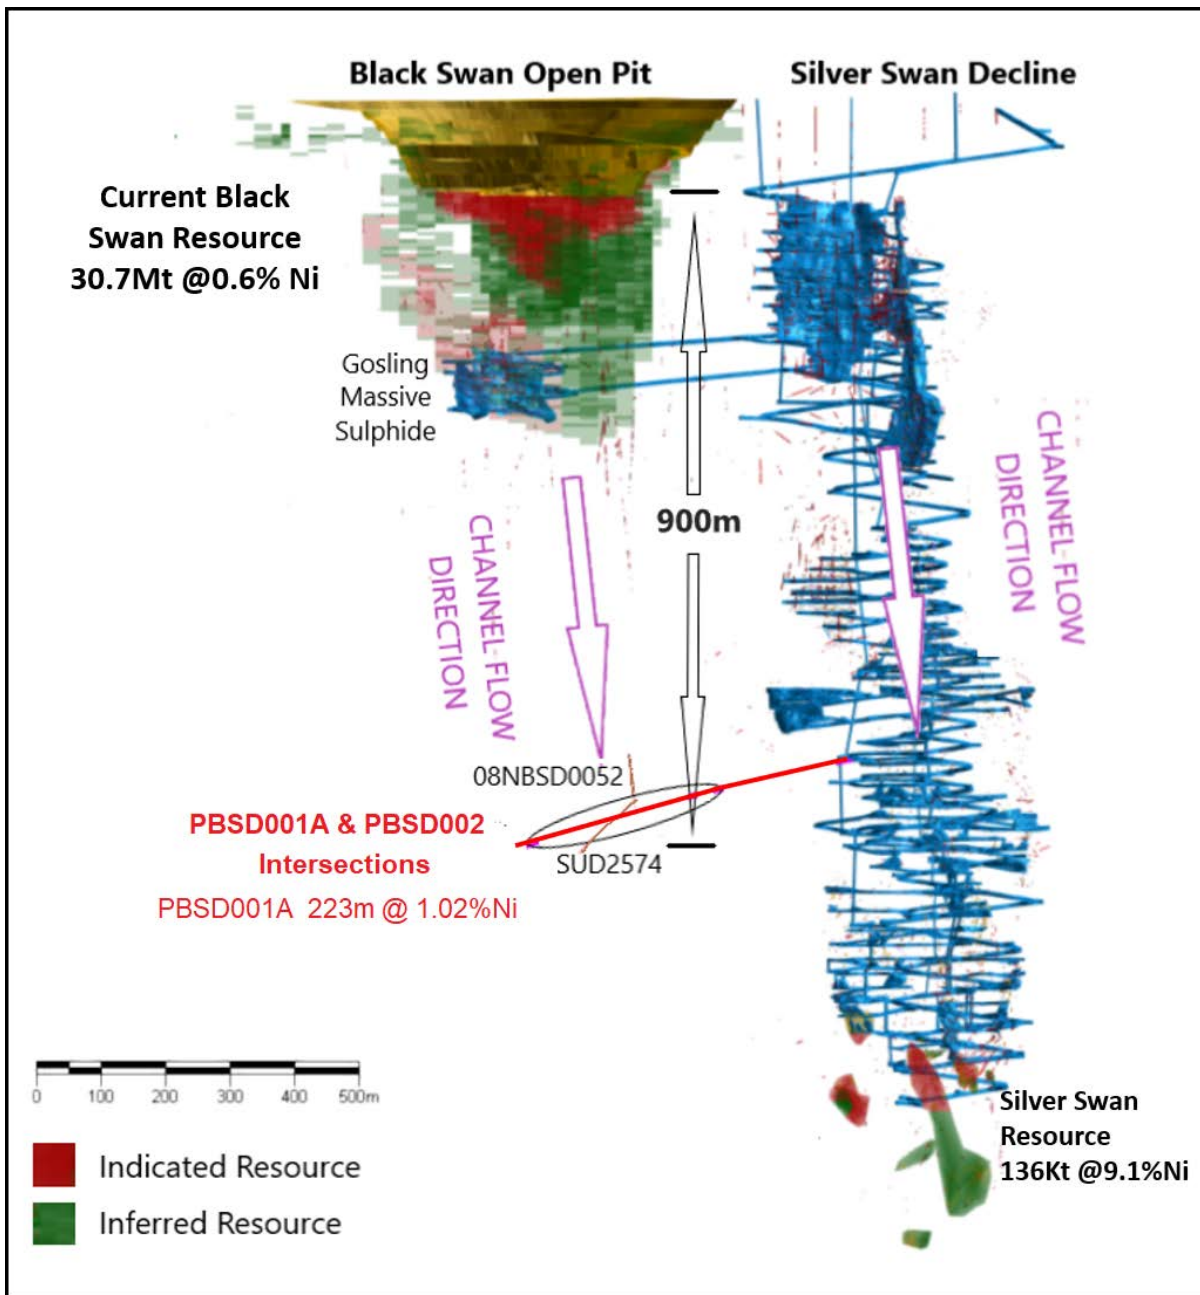 Black Swan Open Pit
Silver Swan Decline
Current Black
Swan Resource
30.7Mt @0.6% Ni
Gosling
Massive
Sulphide
CHANNEL-FLOW
DIRECTION
900m
CHANNEL-FLOW
DIRECTION
08NBSD0052
PBSD001A & PBSD002
Intersections
SUD2574
PBSD001A 223m @ 1.02%Ni
0 100 200 300 400 500m
Silver Swan
Resource
136Kt @9.1%Ni
Indicated Resource
Inferred Resource